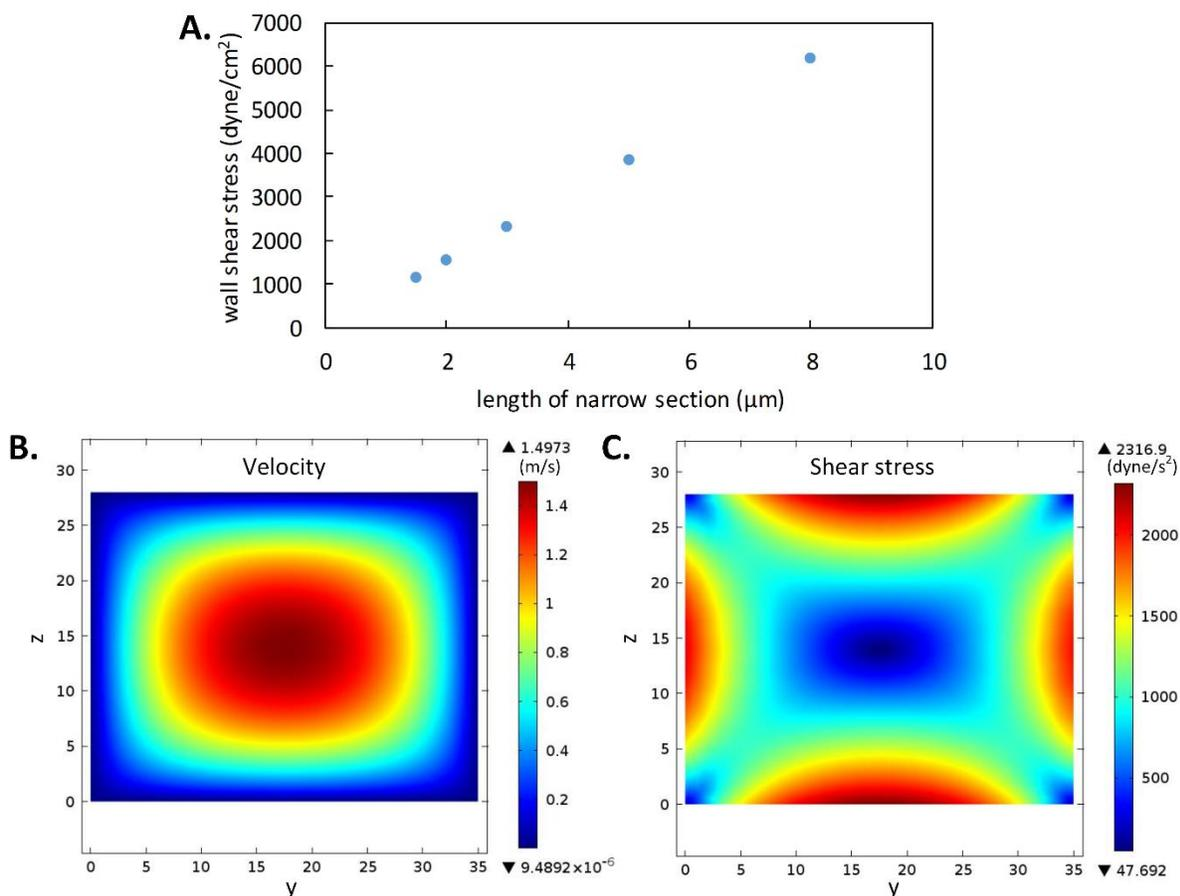 A.
wall shear stress (dyne/cm²)
7000
6000
5000
4000
3000
2000
1000
0
0 2 4 6 8 10
length of narrow section (µm)
B.
Velocity
▲ 1.4973
(m/s)
z
30
25
20
15
10
5
0
1.4
1.2
1
0.8
0.6
0.4
0.2
▼ 9.4892×10⁻⁶
0 5 10 15 20 25 30 35
y
C.
Shear stress
▲ 2316.9
(dyne/s²)
z
30
25
20
15
10
5
0
2000
1500
1000
500
▼ 47.692
0 5 10 15 20 25 30 35
y